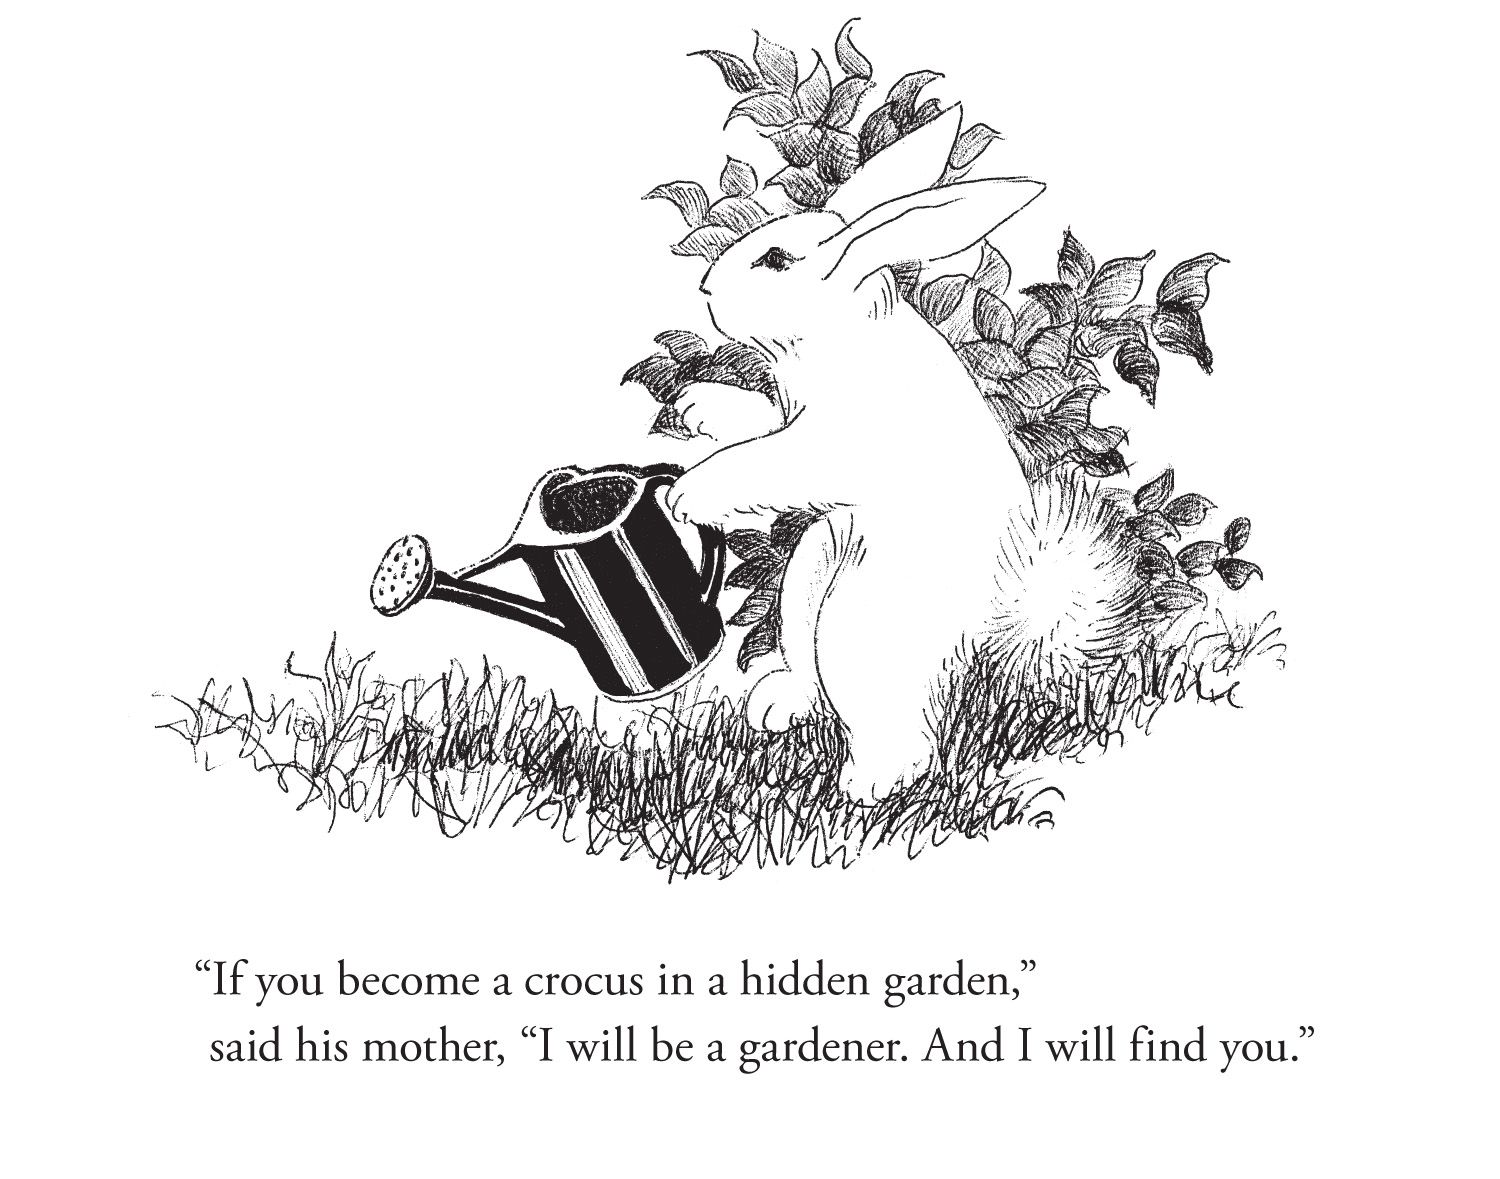 “If you become a crocus in a hidden garden,”
said his mother, “I will be a gardener. And I will find you.”